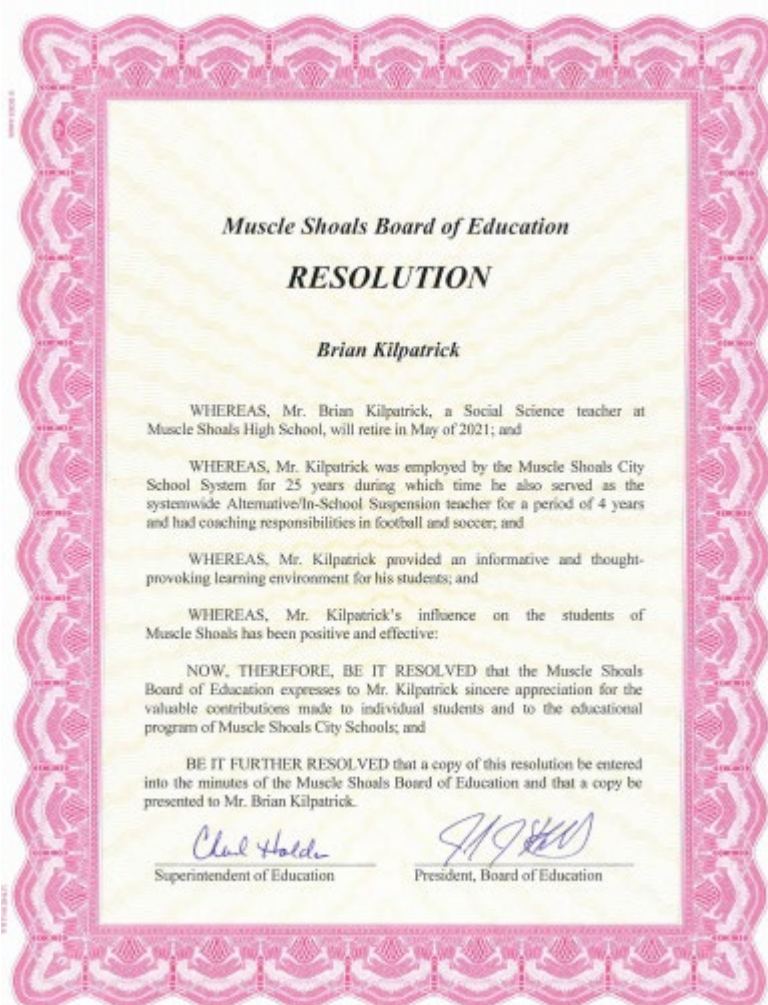 Muscle Shoals Board of Education
RESOLUTION
Brian Kilpatrick
WHEREAS, Mr. Brian Kilpatrick, a Social Science teacher at
Muscle Shoals High School, will retire in May of 2021; and
WHEREAS, Mr. Kilpatrick was employed by the Muscle Shoals City
School System for 25 years during which time he also served as the
systemwide Alternative/In-School Suspension teacher for a period of 4 years
and had coaching responsibilities in football and soccer; and
WHEREAS, Mr. Kilpatrick provided an informative and thought-
provoking learning environment for his students; and
WHEREAS, Mr. Kilpatrick's influence on the students of
Muscle Shoals has been positive and effective:
NOW, THEREFORE, BE IT RESOLVED that the Muscle Shoals
Board of Education expresses to Mr. Kilpatrick sincere appreciation for the
valuable contributions made to individual students and to the educational
program of Muscle Shoals City Schools; and
BE IT FURTHER RESOLVED that a copy of this resolution be entered
into the minutes of the Muscle Shoals Board of Education and that a copy be
presented to Mr. Brian Kilpatrick.
Superintendent of Education
President, Board of Education